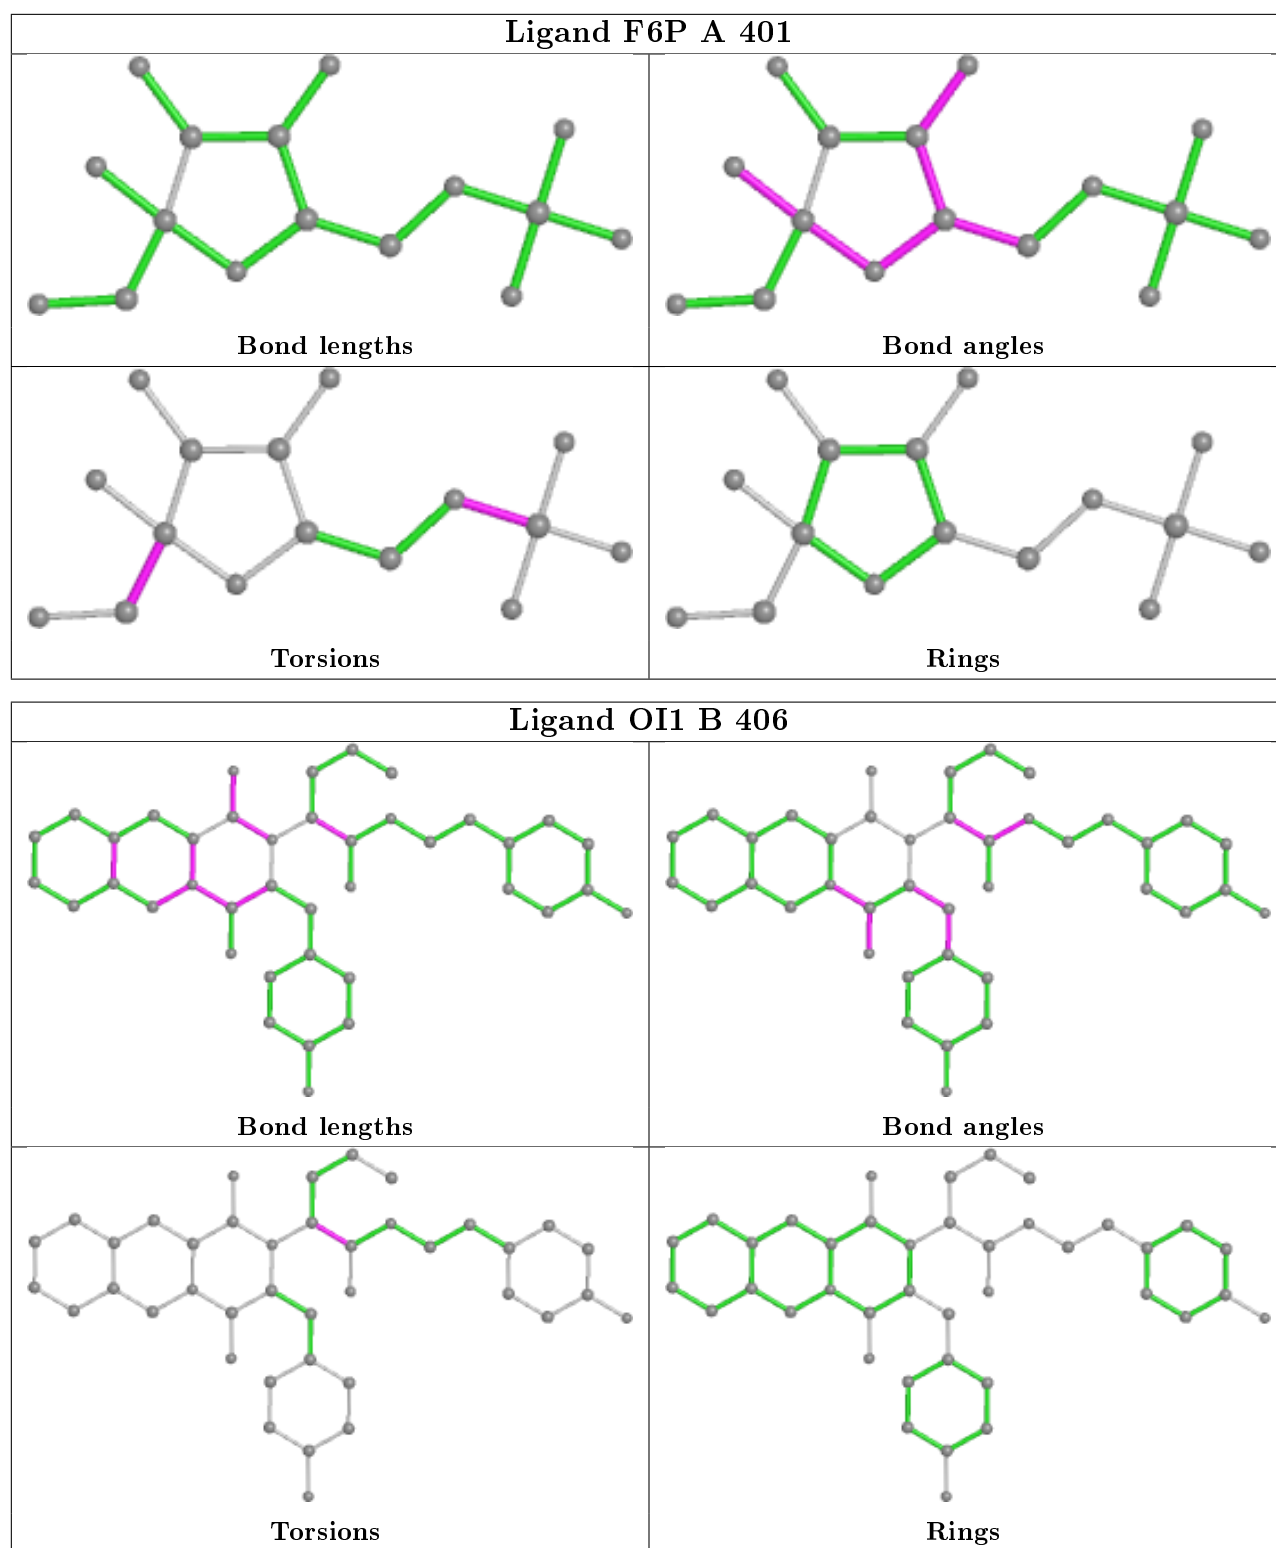 Ligand F6P A 401
Bond lengths
Bond angles
Torsions
Rings
Ligand OI1 B 406
Bond lengths
Bond angles
Torsions
Rings